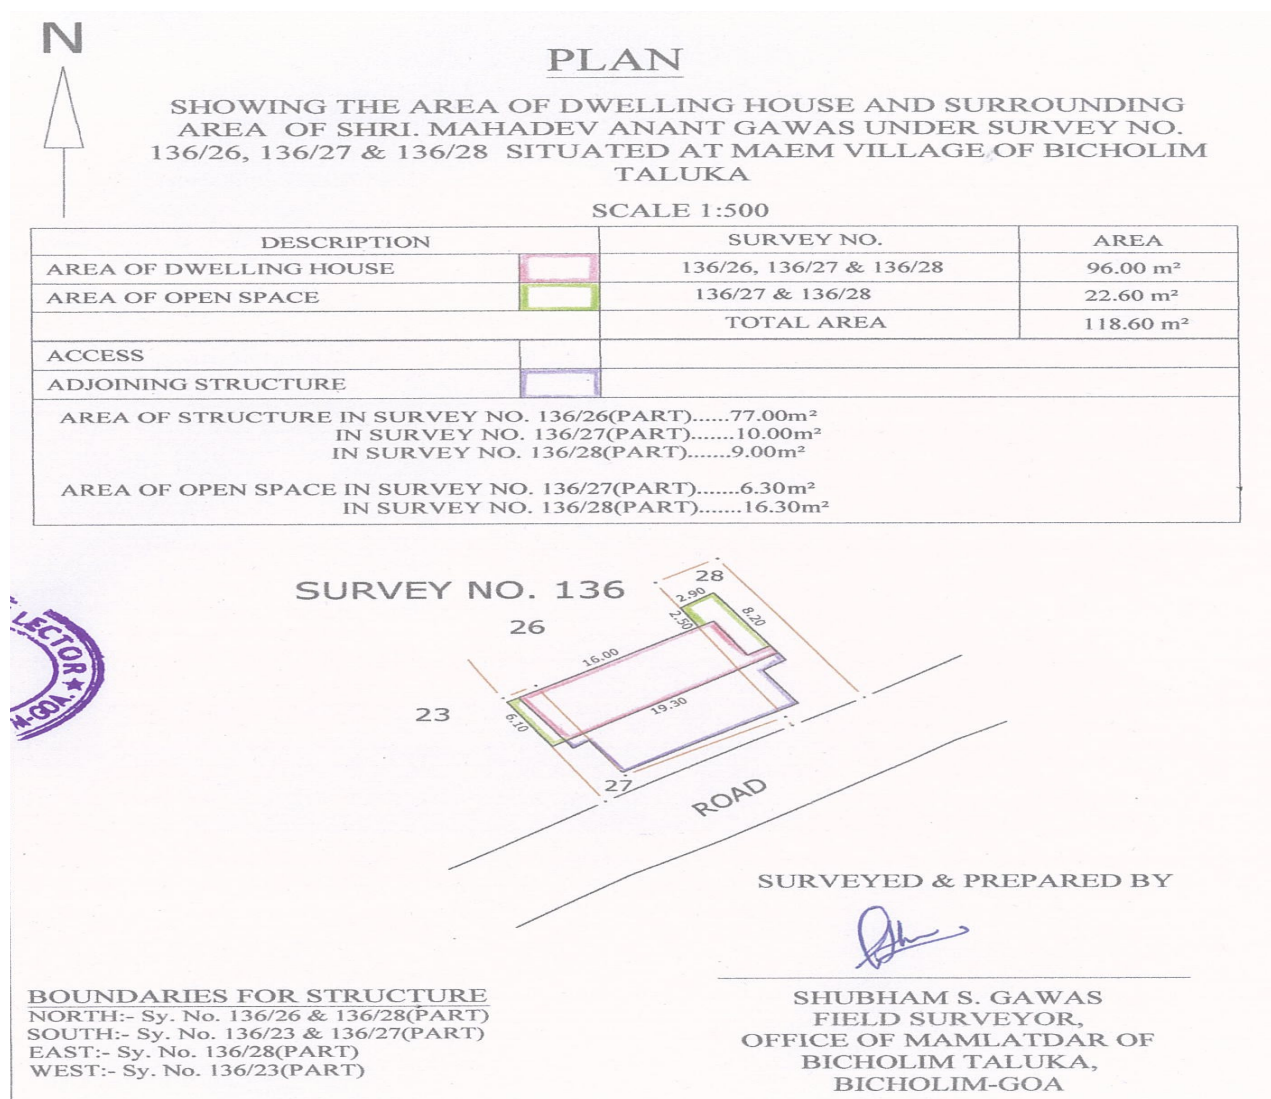 N
PLAN
SHOWING THE AREA OF DWELLING HOUSE AND SURROUNDING
AREA OF SHRI. MAHADEV ANANT GAWAS UNDER SURVEY NO.
136/26, 136/27 & 136/28 SITUATED AT MAEM VILLAGE OF BICHOLIM
TALUKA
SCALE 1:500
DESCRIPTION SURVEY NO. AREA
AREA OF DWELLING HOUSE 136/26, 136/27 & 136/28 96.00 m²
AREA OF OPEN SPACE 136/27 & 136/28 22.60 m²
TOTAL AREA 118.60 m²
ACCESS
ADJOINING STRUCTURE
AREA OF STRUCTURE IN SURVEY NO. 136/26(PART).....77.00m²
IN SURVEY NO. 136/27(PART)......10.00m²
IN SURVEY NO. 136/28(PART).......9.00m²
AREA OF OPEN SPACE IN SURVEY NO. 136/27(PART)......6.30m²
IN SURVEY NO. 136/28(PART)......16.30m²
SURVEY NO. 136
28
2.90
2.50
8.20
26
16.00
19.30
23
6.10
27
ROAD
LECTOR
M-GOA.
SURVEYED & PREPARED BY
SHUBHAM S. GAWAS
FIELD SURVEYOR,
OFFICE OF MAMLATDAR OF
BICHOLIM TALUKA,
BICHOLIM-GOA
BOUNDARIES FOR STRUCTURE
NORTH:- Sy. No. 136/26 & 136/28(PART)
SOUTH:- Sy. No. 136/23 & 136/27(PART)
EAST:- Sy. No. 136/28(PART)
WEST:- Sy. No. 136/23(PART)